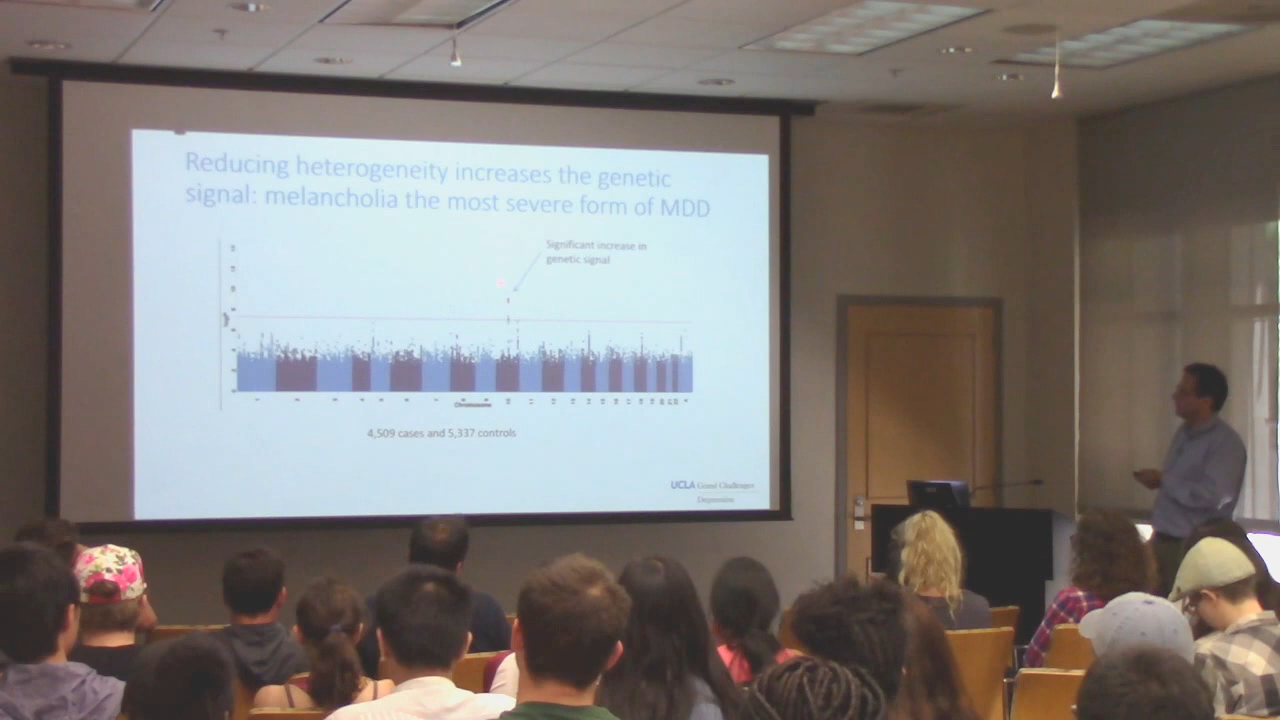 Reducing heterogeneity increases the genetic
signal: melancholia the most severe form of MDD
Significant increase in
genetic signal
Chromosome
4,509 cases and 5,337 controls
UCLA Grand Challenges
Depression